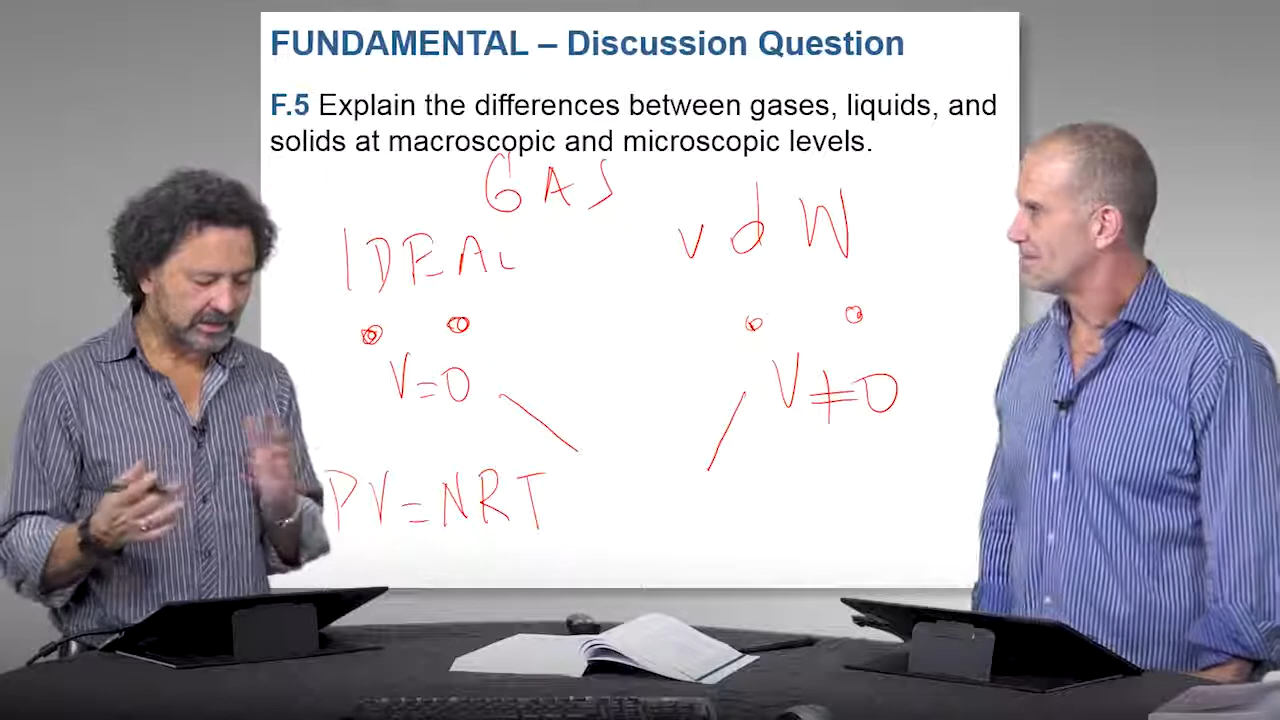 FUNDAMENTAL – Discussion Question
F.5 Explain the differences between gases, liquids, and
solids at macroscopic and microscopic levels.
GAS
IDEAL
vdW
V=0
V≠0
PV=NRT